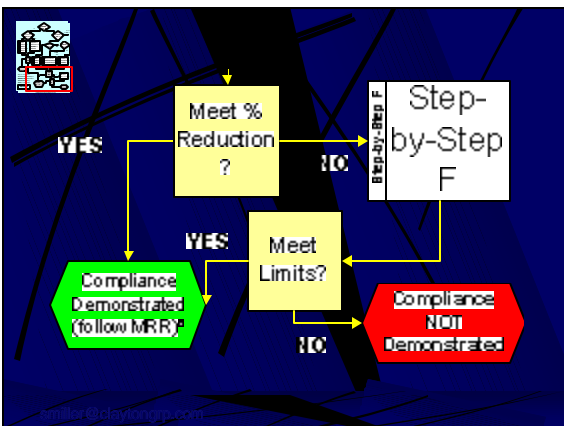 Meet %
Reduction
?
YES
NO
Step-by-Step F
Step-
by-Step
F
YES
Meet
Limits?
Compliance
Demonstrated
(follow MRR)ª
NO
Compliance
NOT
Demonstrated
smiller@claytongrp.com